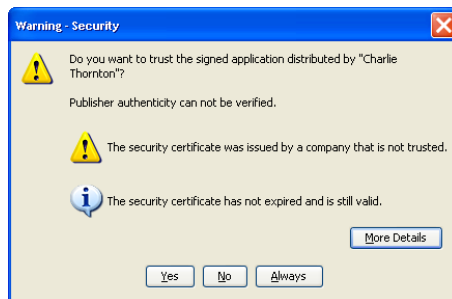 Warning - Security
Do you want to trust the signed application distributed by "Charlie
Thornton"?
Publisher authenticity can not be verified.
The security certificate was issued by a company that is not trusted.
The security certificate has not expired and is still valid.
More Details
Yes No Always